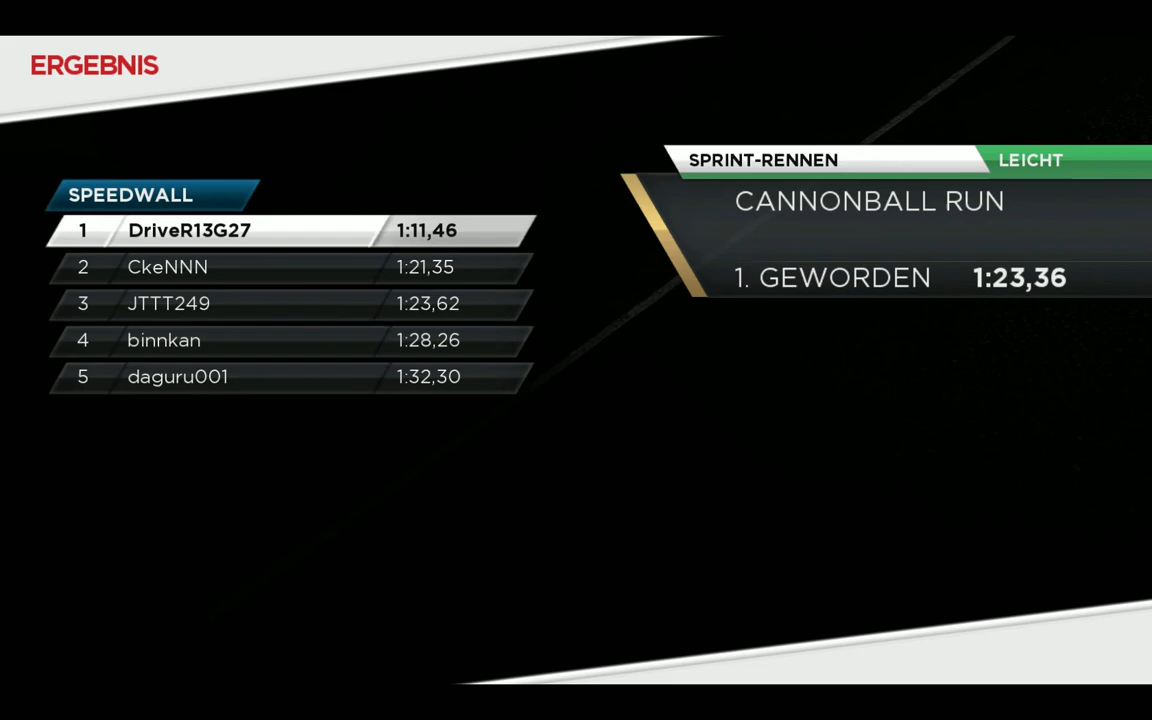 ERGEBNIS
SPEEDWALL
1 DriveR13G27 1:11,46
2 CkeNNN 1:21,35
3 JTTT249 1:23,62
4 binnkan 1:28,26
5 daguru001 1:32,30
SPRINT-RENNEN LEICHT
CANNONBALL RUN
1. GEWORDEN 1:23,36